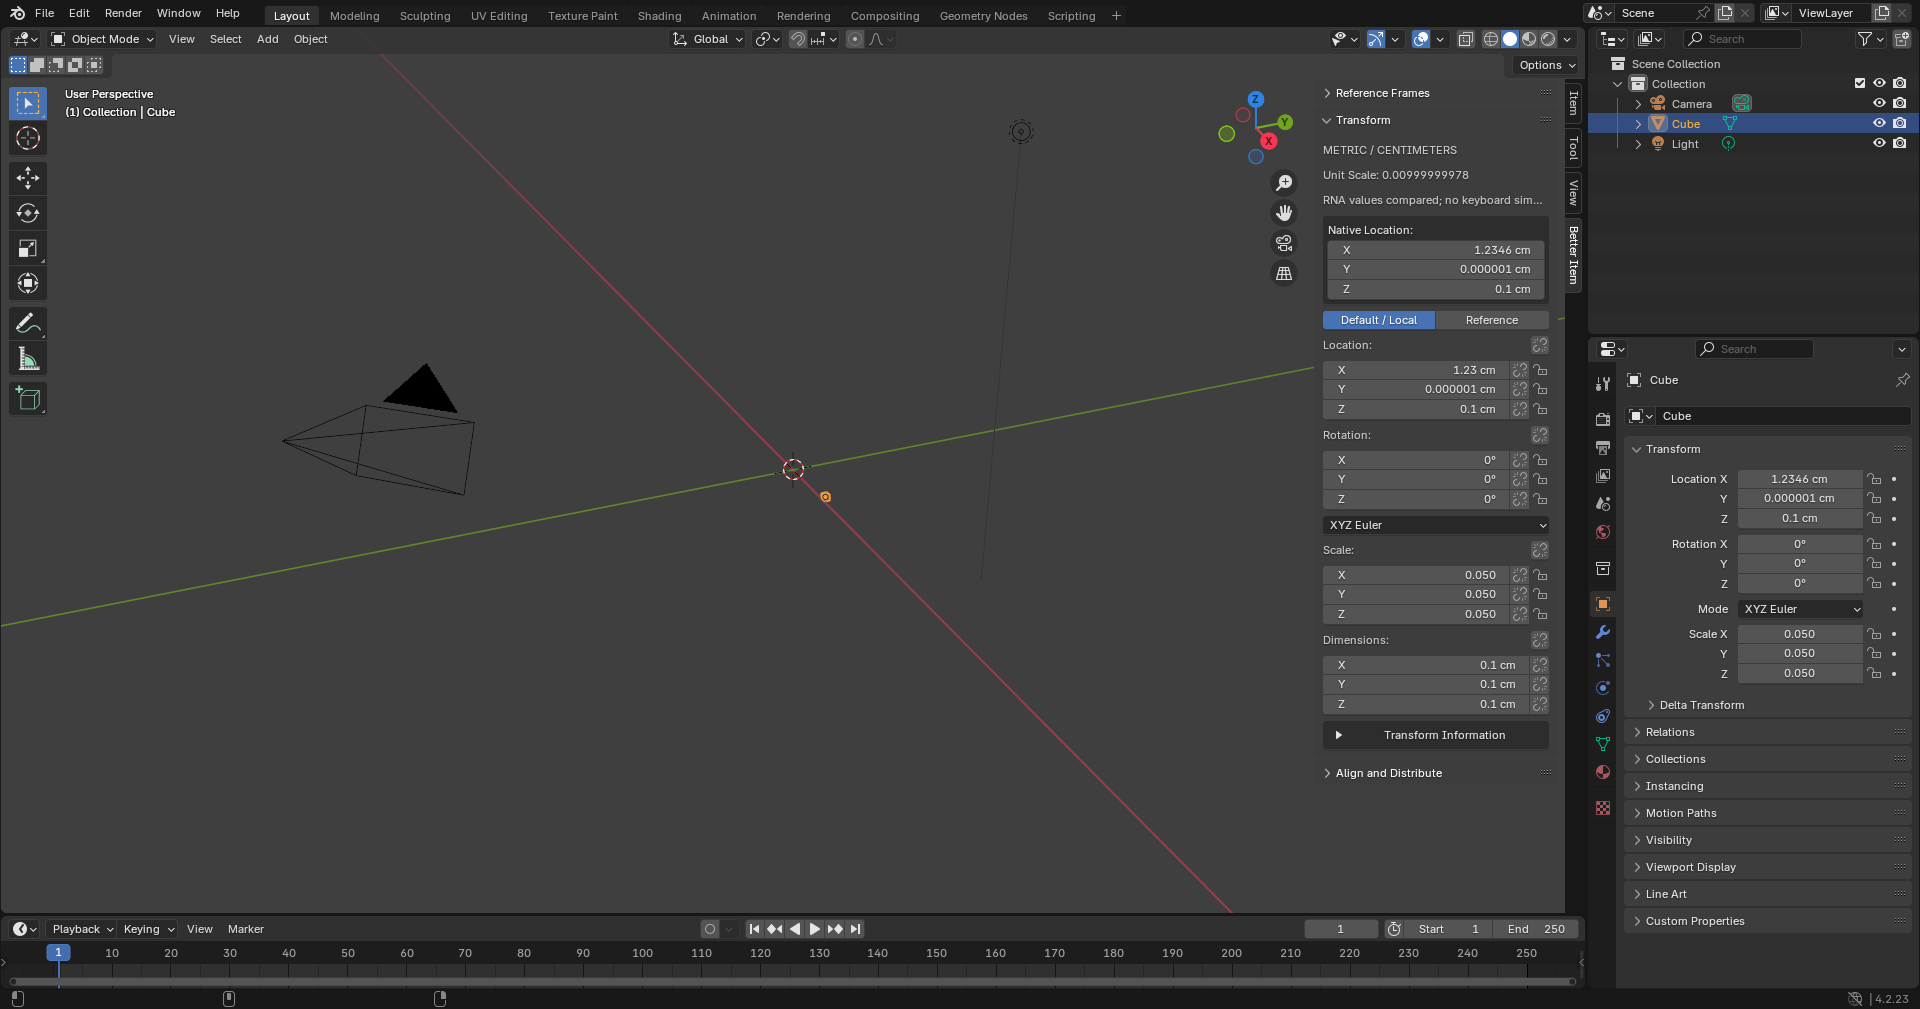 File Edit Render Window Help Layout Modeling Sculpting UV Editing Texture Paint Shading Animation Rendering Compositing Geometry Nodes Scripting + Scene ViewLayer
Object Mode View Select Add Object Global Search
Options
User Perspective
(1) Collection | Cube
Z
Y
X
Reference Frames
Transform
METRIC / CENTIMETERS
Unit Scale: 0.00999999978
RNA values compared; no keyboard sim...
Native Location:
X 1.2346 cm
Y 0.000001 cm
Z 0.1 cm
Default / Local Reference
Location:
X 1.23 cm
Y 0.000001 cm
Z 0.1 cm
Rotation:
X 0°
Y 0°
Z 0°
XYZ Euler
Scale:
X 0.050
Y 0.050
Z 0.050
Dimensions:
X 0.1 cm
Y 0.1 cm
Z 0.1 cm
Transform Information
Align and Distribute
Item
Tool
View
Better Item
Scene Collection
Collection
Camera
Cube
Light
Search
Cube
Cube
Transform
Location X 1.2346 cm
Y 0.000001 cm
Z 0.1 cm
Rotation X 0°
Y 0°
Z 0°
Mode XYZ Euler
Scale X 0.050
Y 0.050
Z 0.050
Delta Transform
Relations
Collections
Instancing
Motion Paths
Visibility
Viewport Display
Line Art
Custom Properties
Playback Keying View Marker 1 Start 1 End 250
1 10 20 30 40 50 60 70 80 90 100 110 120 130 140 150 160 170 180 190 200 210 220 230 240 250
4.2.23